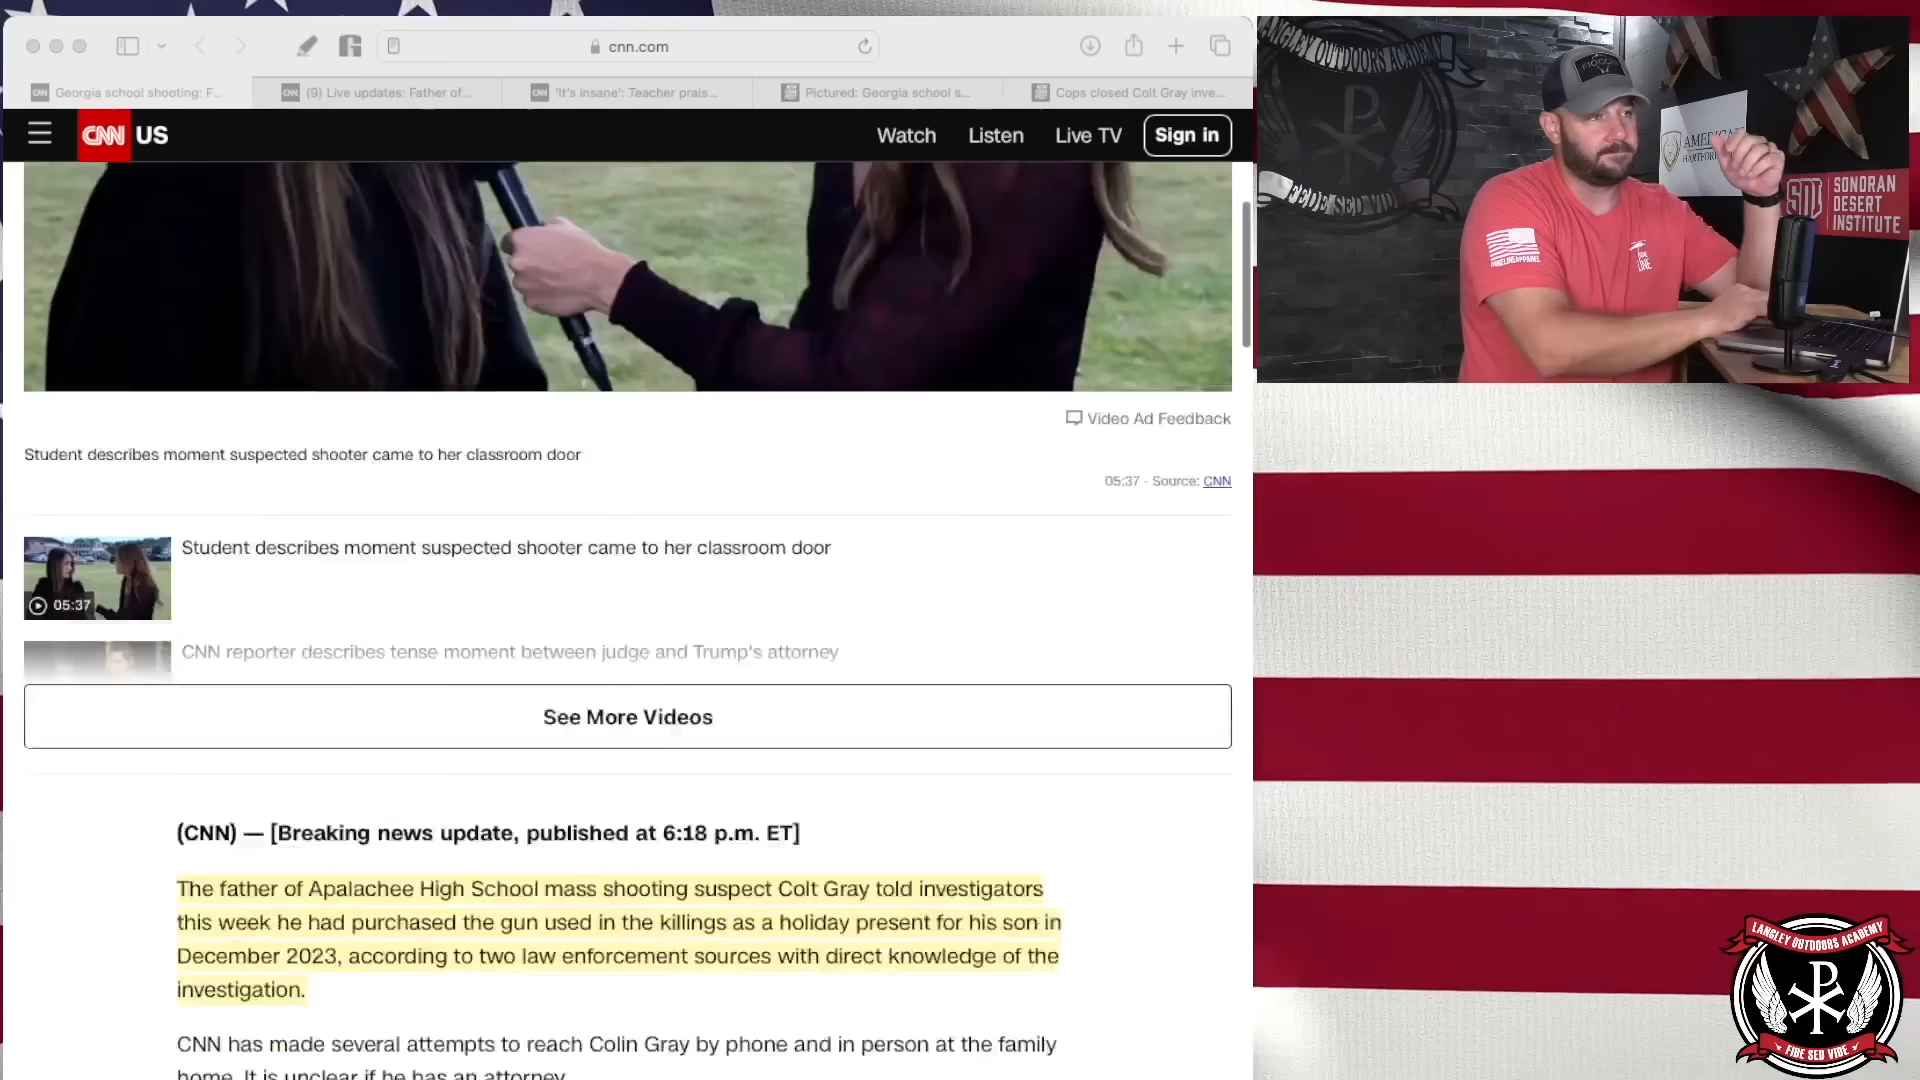 cnn.com
Georgia school shooting: F...
(9) Live updates: Father of...
'It's insane': Teacher prais...
Pictured: Georgia school s...
Cops closed Colt Gray inve...
CNN US
Watch
Listen
Live TV
Sign in
Video Ad Feedback
Student describes moment suspected shooter came to her classroom door
05:37 - Source: CNN
Student describes moment suspected shooter came to her classroom door
05:37
CNN reporter describes tense moment between judge and Trump's attorney
See More Videos
(CNN) — [Breaking news update, published at 6:18 p.m. ET]
The father of Apalachee High School mass shooting suspect Colt Gray told investigators
this week he had purchased the gun used in the killings as a holiday present for his son in
December 2023, according to two law enforcement sources with direct knowledge of the
investigation.
CNN has made several attempts to reach Colin Gray by phone and in person at the family
home. It is unclear if he has an attorney.
LANGLEY OUTDOORS ACADEMY
SDI
SONORAN
DESERT
INSTITUTE
LANGLEY OUTDOORS ACADEMY
FIDE SED VIDE